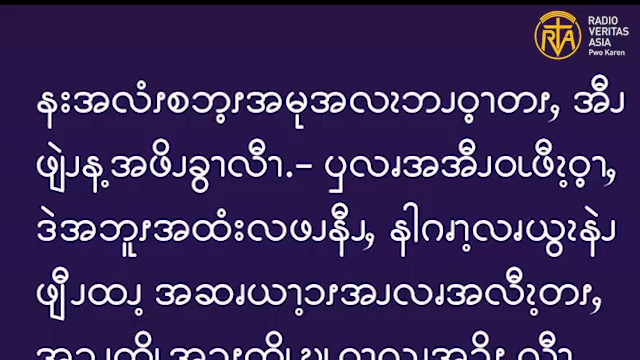 RADIO
VERITAS
ASIA
Pwo Karen
နးအလံၭစဘ့ၭအမုအလၩဘၪဝ့ၫတၭႇ အီၪ
ဖျဲၪန့ အဖိၪခွၫလီၫ.– ပှလၧအအီၪဝၬဖီၩ့ဝ့ၫႇ
ဒဲအဘူၭအထံးလဖၪနီၪႇ နါဂၧၫ့လၧယွၩနဲၪ
ဖျီၪထၪ့ အဆၧယၫ့ၥၭအၪလၧအလီၩ့တၭႇ